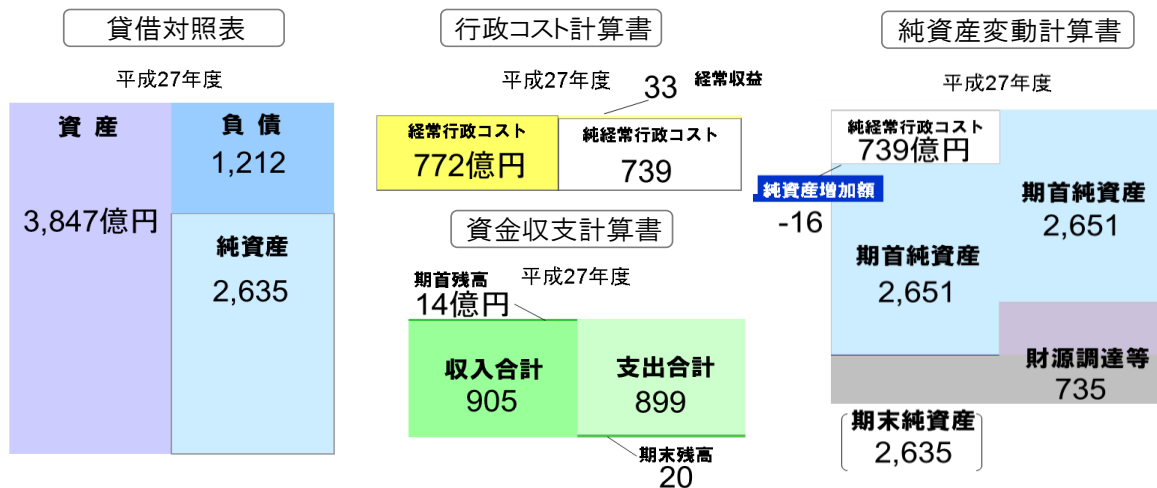 貸借対照表
平成27年度
資 産
3,847億円
負 債
1,212
純資産
2,635
行政コスト計算書
平成27年度
33 経常収益
経常行政コスト
772億円
純経常行政コスト
739
資金収支計算書
平成27年度
期首残高
14億円
収入合計
905
支出合計
899
期末残高
20
純資産変動計算書
平成27年度
純経常行政コスト
739億円
純資産増加額
-16
期首純資産
2,651
期首純資産
2,651
財源調達等
735
期末純資産
2,635